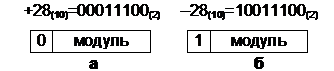 +28(10)=00011100(2) –28(10)=10011100(2)
0 модуль 1 модуль
а б